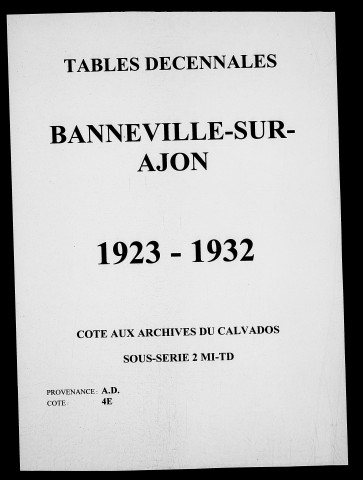 TABLES DECENNALES
BANNEVILLE-SUR-
AJON
1923 - 1932
COTE AUX ARCHIVES DU CALVADOS
SOUS-SERIE 2 MI-TD
PROVENANCE: A.D.
COTE 4E